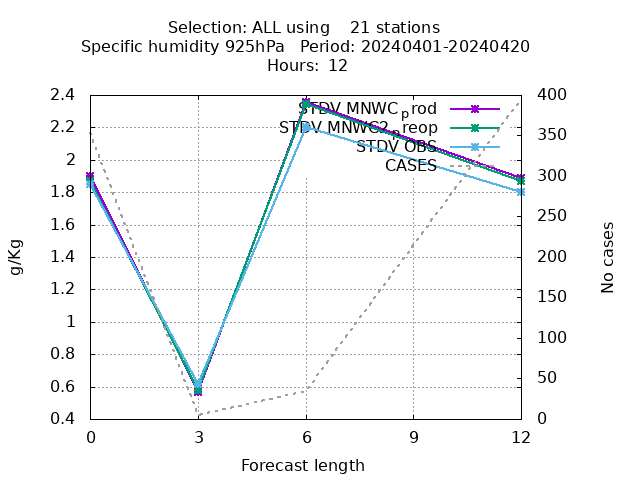 Selection: ALL using    21 stations
Specific humidity 925hPa   Period: 20240401-20240420
Hours: 12
STDV MNWC_prod
STDV MNWC2_preop
STDV OBS
CASES
2.4
2.2
2
1.8
1.6
1.4
1.2
1
0.8
0.6
0.4
g/Kg
400
350
300
250
200
150
100
50
0
No cases
0 3 6 9 12
Forecast length